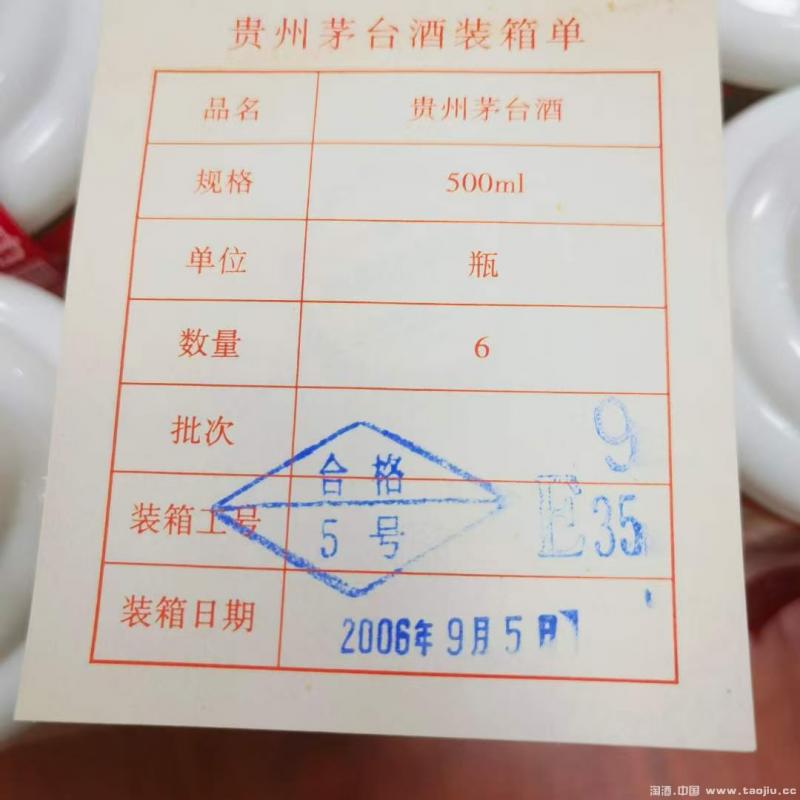 贵州茅台酒装箱单
品名 贵州茅台酒
规格 500ml
单位 瓶
数量 6
批次 9
合格
装箱工号 E35
5号
装箱日期 2006年9月5日
淘酒.中国 www.taojiu.cc